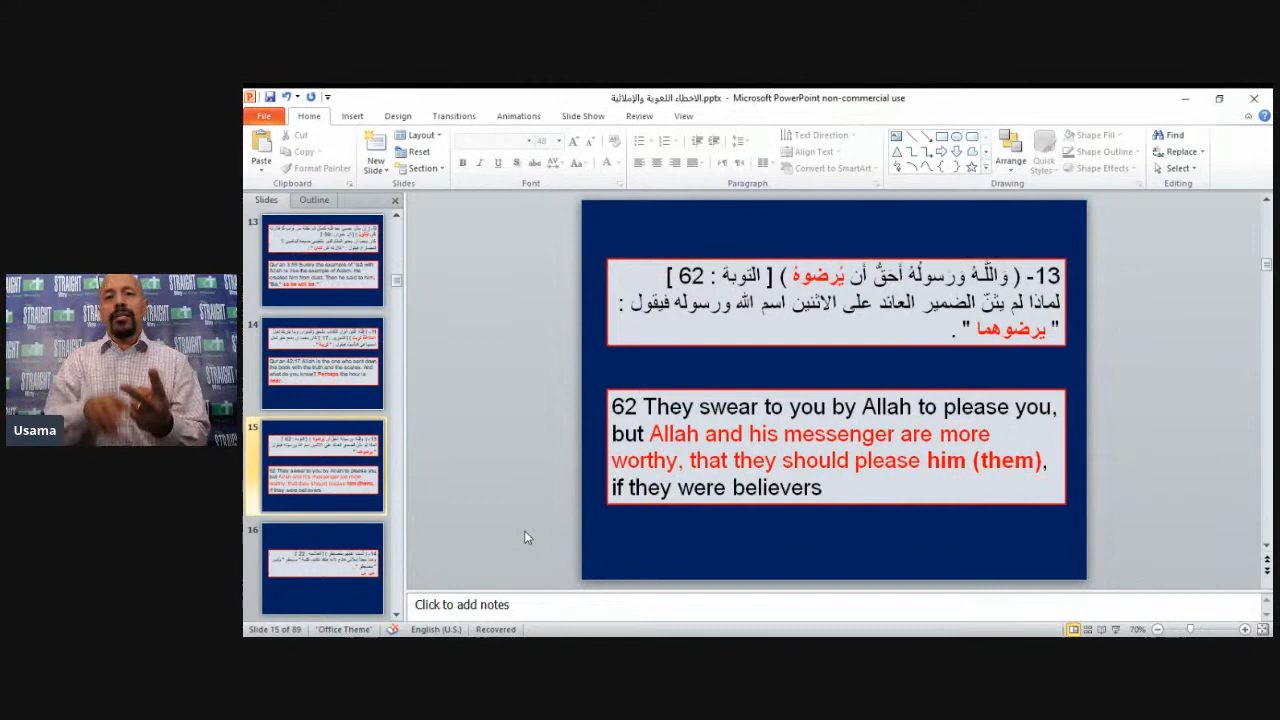 الاخطاء اللغوية والإملائية.pptx - Microsoft PowerPoint non-commercial use
File Home Insert Design Transitions Animations Slide Show Review View
Paste
Cut
Copy
Format Painter
Clipboard
New Slide
Layout
Reset
Section
Slides
48
Font
Paragraph
Text Direction
Align Text
Convert to SmartArt
Arrange
Quick Styles
Shape Fill
Shape Outline
Shape Effects
Drawing
Find
Replace
Select
Editing
Slides Outline
13
14
15
16
13- ( واللَّـهُ ورسولُهُ أحقُّ أن يُرضوهُ ) [ التوبة : 62 ]
لماذا لم يثنّ الضمير العائد على الاثنين اسم الله ورسوله فيقول :
" يرضوهما ".
62 They swear to you by Allah to please you,
but Allah and his messenger are more
worthy, that they should please him (them),
if they were believers
STRAIGHT
Way
Usama
Click to add notes
Slide 15 of 89 "Office Theme" English (U.S.) Recovered 70%